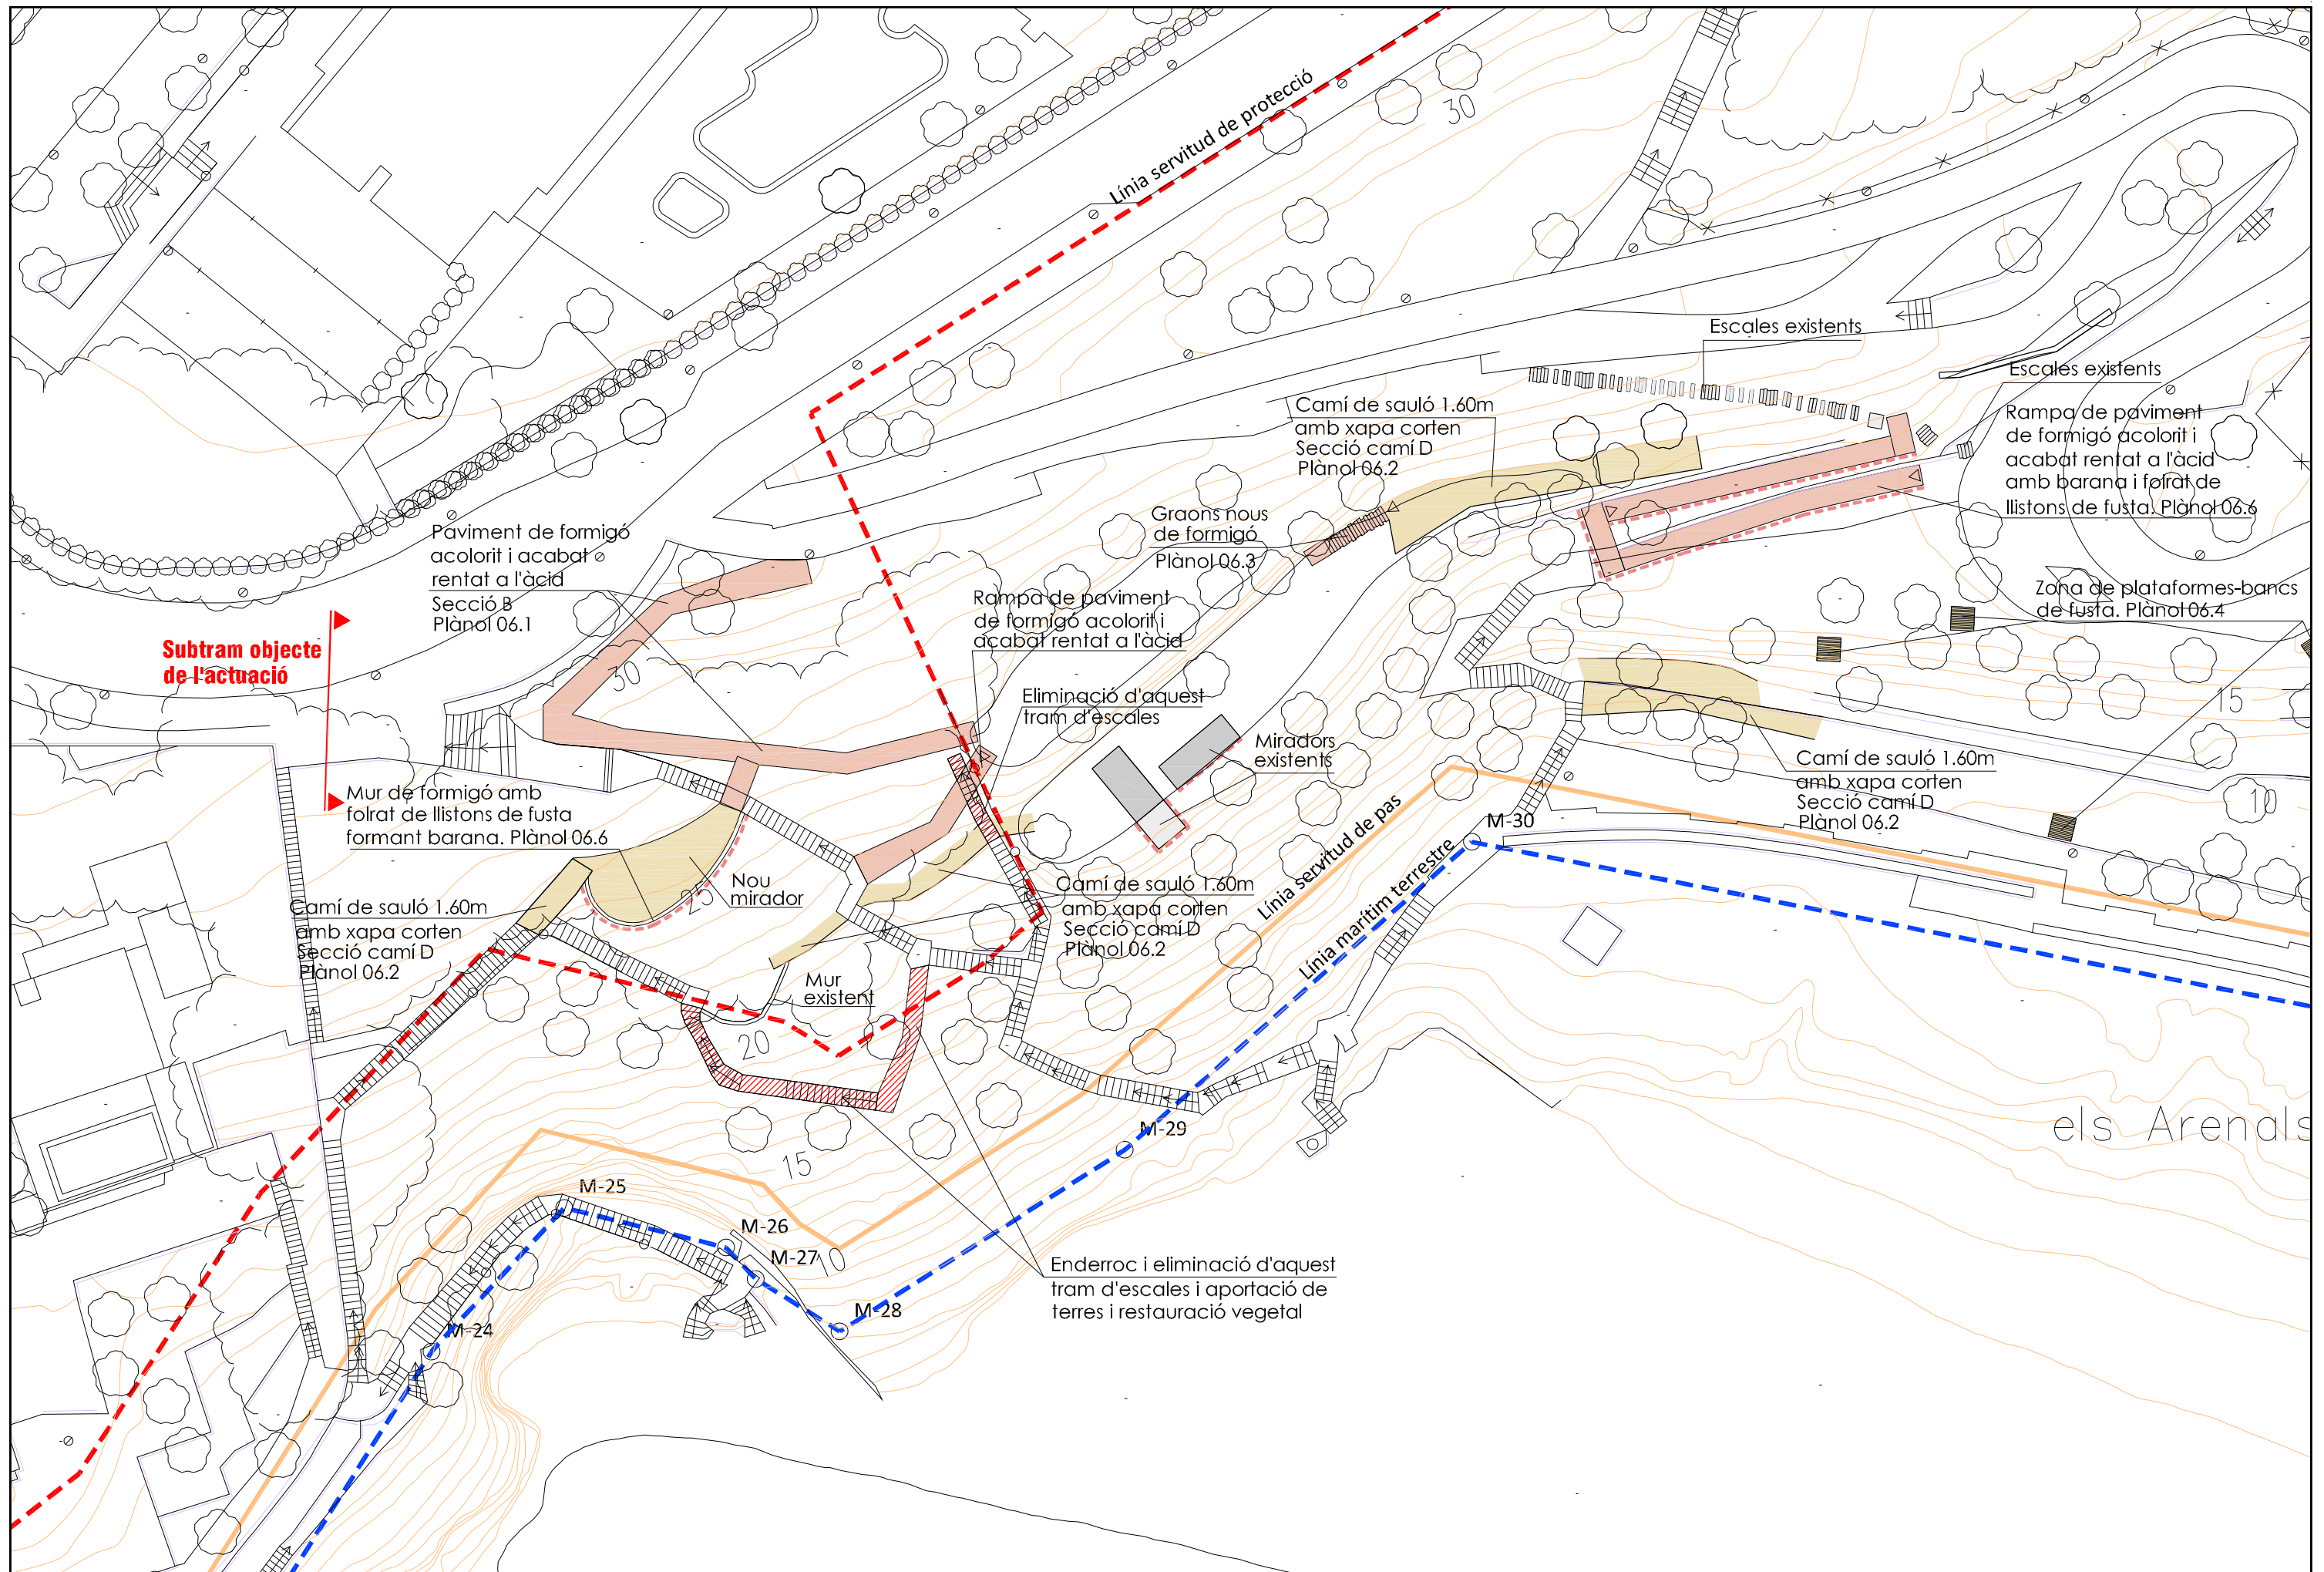 Línia servitud de protecció
30
Escales existents
Escales existents
Camí de sauló 1.60m
amb xapa corten
Secció camí D
Plànol 06.2
Rampa de paviment
de formigó acolorit i
acabat rentat a l'àcid
amb barana i folrat de
llistons de fusta. Plànol 06.6
Graons nous
de formigó
Plànol 06.3
Paviment de formigó
acolorit i acabat
rentat a l'àcid
Secció B
Plànol 06.1
Rampa de paviment
de formigó acolorit i
acabat rentat a l'àcid
Zona de plataformes-bancs
de fusta. Plànol 06.4
Subtram objecte
de l'actuació
30
Eliminació d'aquest
tram d'escales
15
Miradors
existents
Camí de sauló 1.60m
amb xapa corten
Secció camí D
Plànol 06.2
10
Mur de formigó amb
folrat de llistons de fusta
formant barana. Plànol 06.6
Línia servitud de pas
M-30
Nou
mirador
25
Camí de sauló 1.60m
amb xapa corten
Secció camí D
Plànol 06.2
Camí de sauló 1.60m
amb xapa corten
Secció camí D
Plànol 06.2
Línia marítim terrestre
Mur
existent
20
M-29
els Arenals
15
M-25
M-26
M-27
10
Enderroc i eliminació d'aquest
tram d'escales i aportació de
terres i restauració vegetal
M-28
M-24